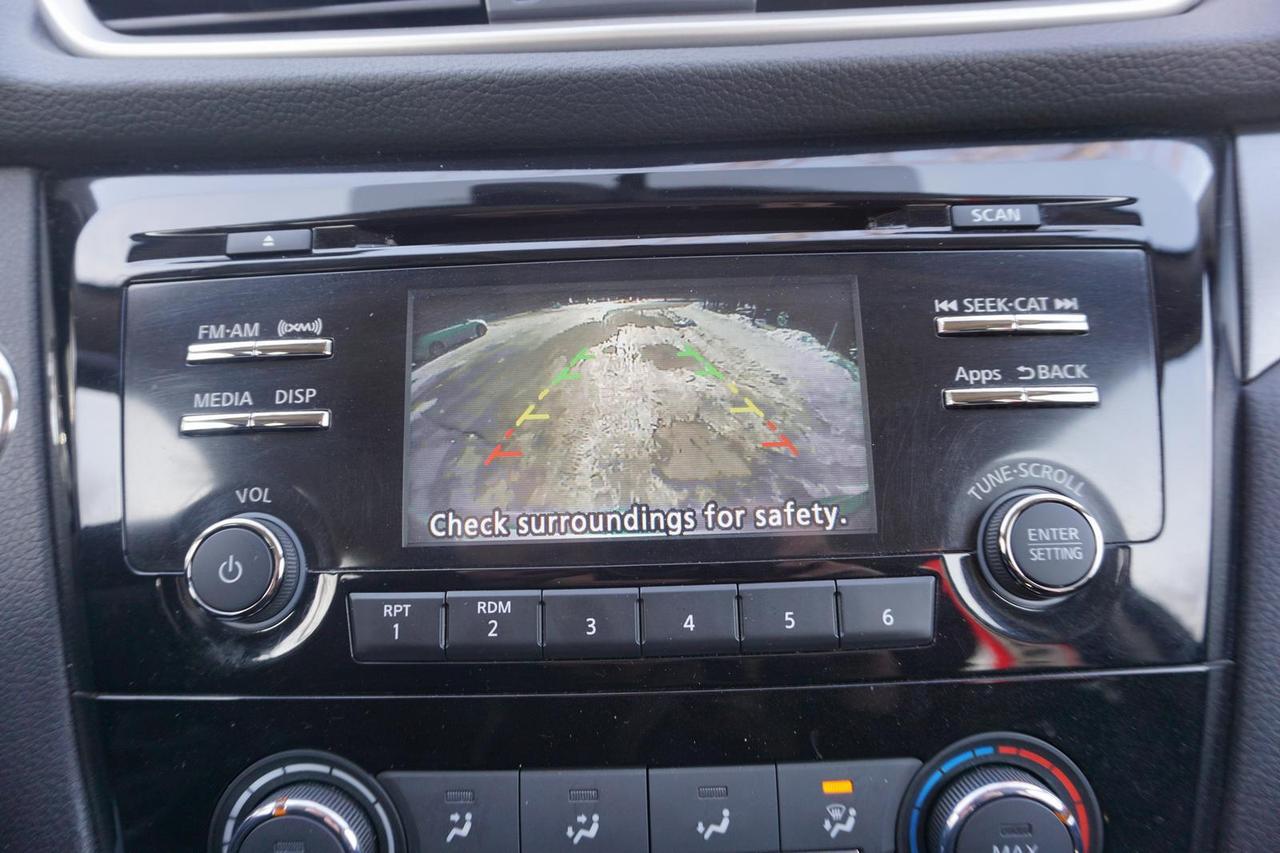 SCAN
FM·AM ((XM))
SEEK·CAT
MEDIA DISP
Apps BACK
VOL
TUNE·SCROLL
Check surroundings for safety.
ENTER
SETTING
RPT
1
RDM
2
3
4
5
6
MAX